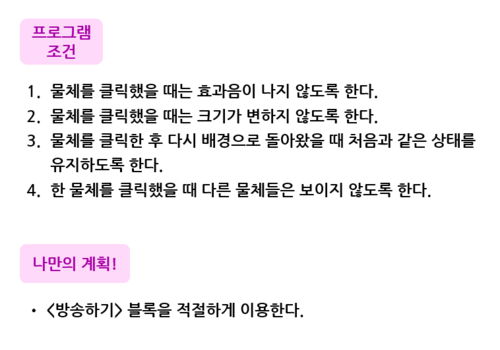 프로그램
조건
1. 물체를 클릭했을 때는 효과음이 나지 않도록 한다.
2. 물체를 클릭했을 때는 크기가 변하지 않도록 한다.
3. 물체를 클릭한 후 다시 배경으로 돌아왔을 때 처음과 같은 상태를
유지하도록 한다.
4. 한 물체를 클릭했을 때 다른 물체들은 보이지 않도록 한다.
나만의 계획!
• <방송하기> 블록을 적절하게 이용한다.